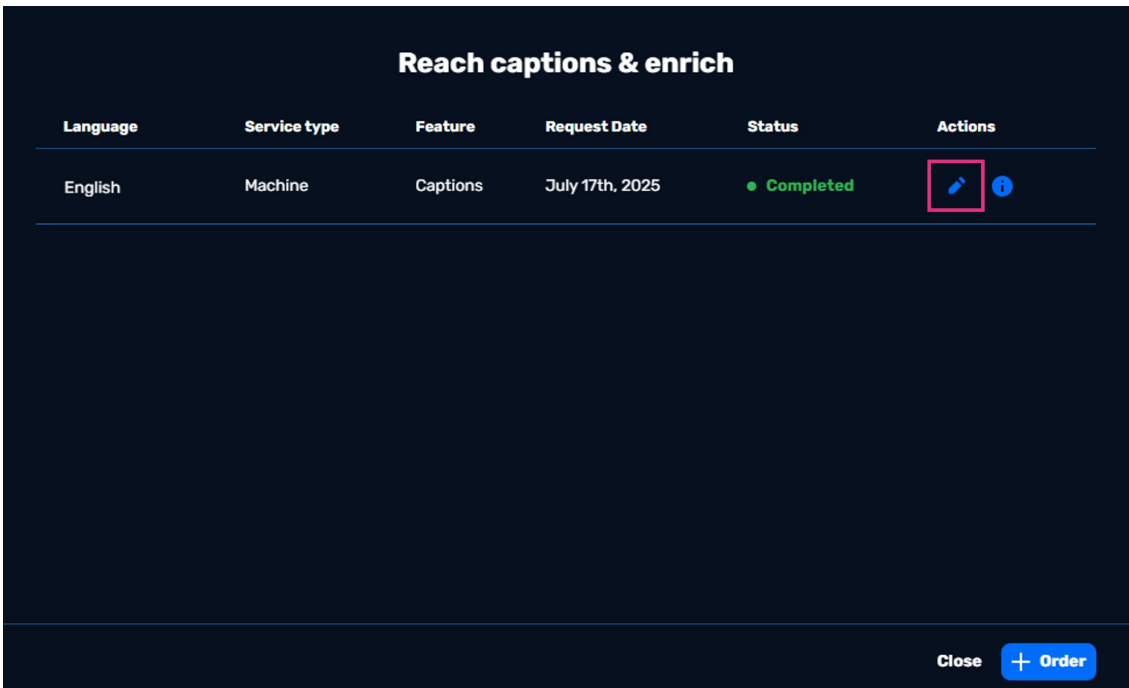 Reach captions & enrich
Language Service type Feature Request Date Status Actions
English Machine Captions July 17th, 2025 Completed
Close + Order